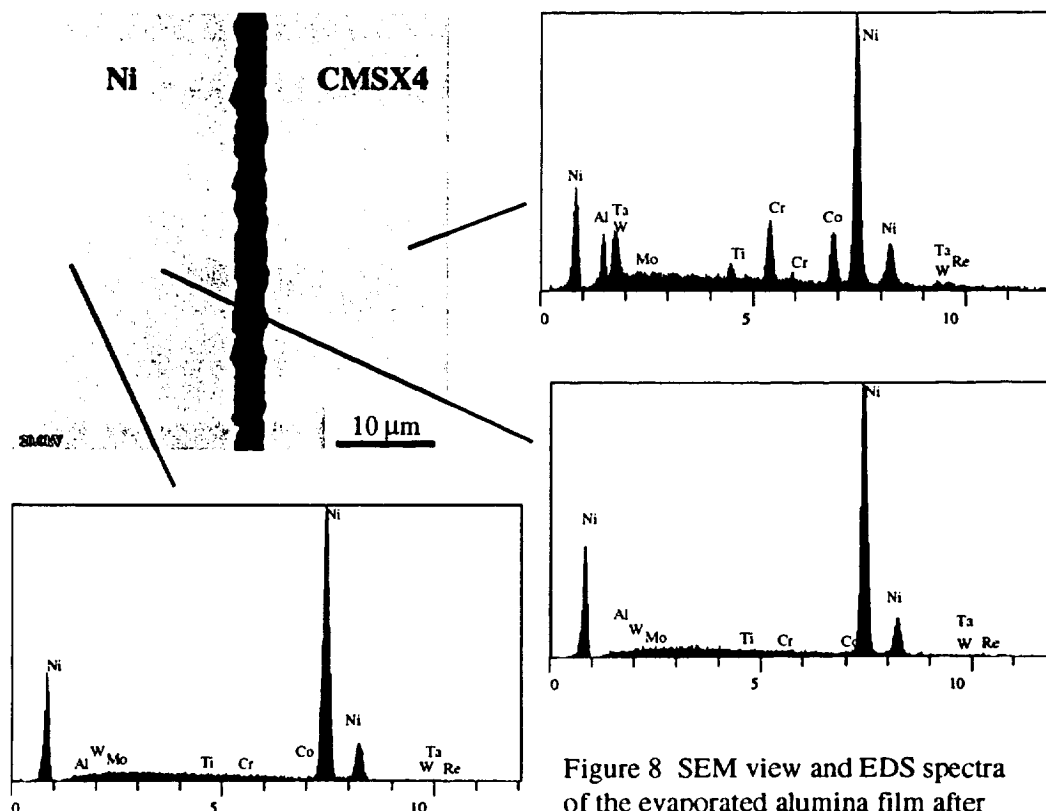 Ni CMSX4
10 µm
Ni
Ni Al Ta W Mo Ti Cr Cr Co Ni Ta W Re
0 5 10
Ni
Ni Al W Mo Ti Cr Co Ni Ta W Re
0 5 10
Ni
Ni Al W Mo Ti Cr Co Ni Ta W Re
0 5 10
Figure 8 SEM view and EDS spectra
of the evaporated alumina film after